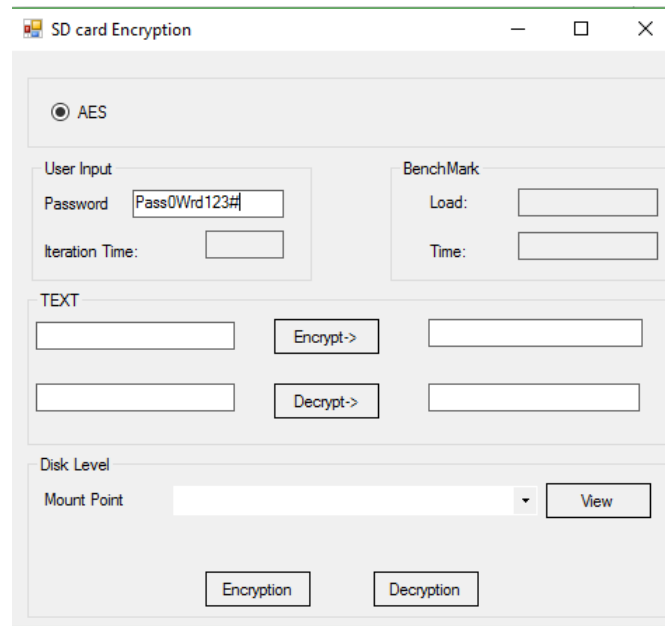 SD card Encryption
AES
User Input
Password Pass0Wrd123#
Iteration Time:
BenchMark
Load:
Time:
TEXT
Encrypt->
Decrypt->
Disk Level
Mount Point View
Encryption Decryption